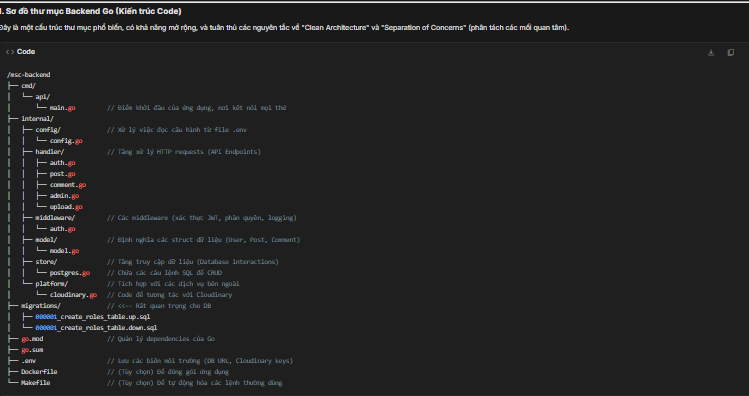 1. Sơ đồ thư mục Backend Go (Kiến trúc Code)
Đây là một cấu trúc thư mục phổ biến, có khả năng mở rộng, và tuân thủ các nguyên tắc về "Clean Architecture" và "Separation of Concerns" (phân tách các mối quan tâm).
<> Code
/msc-backend
├── cmd/
│   └── api/
│       └── main.go        // Điểm khởi đầu của ứng dụng, nơi kết nối mọi thứ
├── internal/
│   ├── config/            // Xử lý việc đọc cấu hình từ file .env
│   │   └── config.go
│   ├── handler/           // Tầng xử lý HTTP requests (API Endpoints)
│   │   ├── auth.go
│   │   ├── post.go
│   │   ├── comment.go
│   │   ├── admin.go
│   │   └── upload.go
│   ├── middleware/        // Các middleware (xác thực JWT, phân quyền, logging)
│   │   └── auth.go
│   ├── model/             // Định nghĩa các struct dữ liệu (User, Post, Comment)
│   │   └── model.go
│   ├── store/             // Tầng truy cập dữ liệu (Database interactions)
│   │   └── postgres.go    // Chứa các câu lệnh SQL để CRUD
│   └── platform/          // Tích hợp với các dịch vụ bên ngoài
│       └── cloudinary.go  // Code để tương tác với Cloudinary
├── migrations/            // <<-- Rất quan trọng cho DB
│   ├── 000001_create_roles_table.up.sql
│   └── 000001_create_roles_table.down.sql
├── go.mod                 // Quản lý dependencies của Go
├── go.sum
├── .env                   // Lưu các biến môi trường (DB URL, Cloudinary keys)
├── Dockerfile             // (Tùy chọn) Để đóng gói ứng dụng
└── Makefile               // (Tùy chọn) Để tự động hóa các lệnh thường dùng